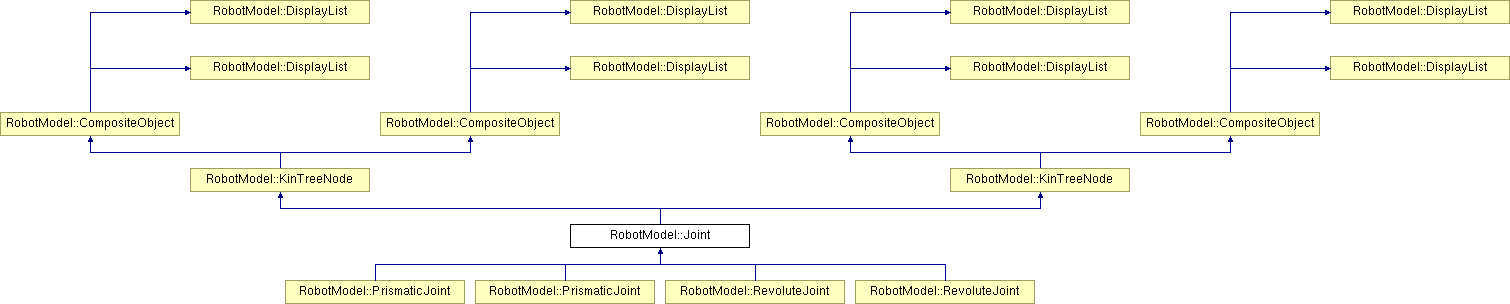 RobotModel::DisplayList
RobotModel::DisplayList
RobotModel::DisplayList
RobotModel::DisplayList
RobotModel::DisplayList
RobotModel::DisplayList
RobotModel::DisplayList
RobotModel::DisplayList
RobotModel::CompositeObject
RobotModel::CompositeObject
RobotModel::CompositeObject
RobotModel::CompositeObject
RobotModel::KinTreeNode
RobotModel::KinTreeNode
RobotModel::Joint
RobotModel::PrismaticJoint
RobotModel::PrismaticJoint
RobotModel::RevoluteJoint
RobotModel::RevoluteJoint